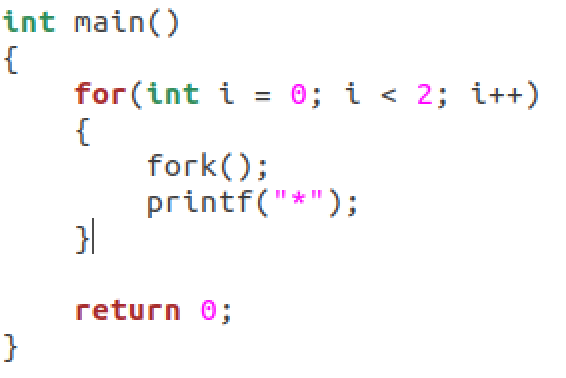 int main()
{
    for(int i = 0; i < 2; i++)
    {
        fork();
        printf("*");
    }

    return 0;
}